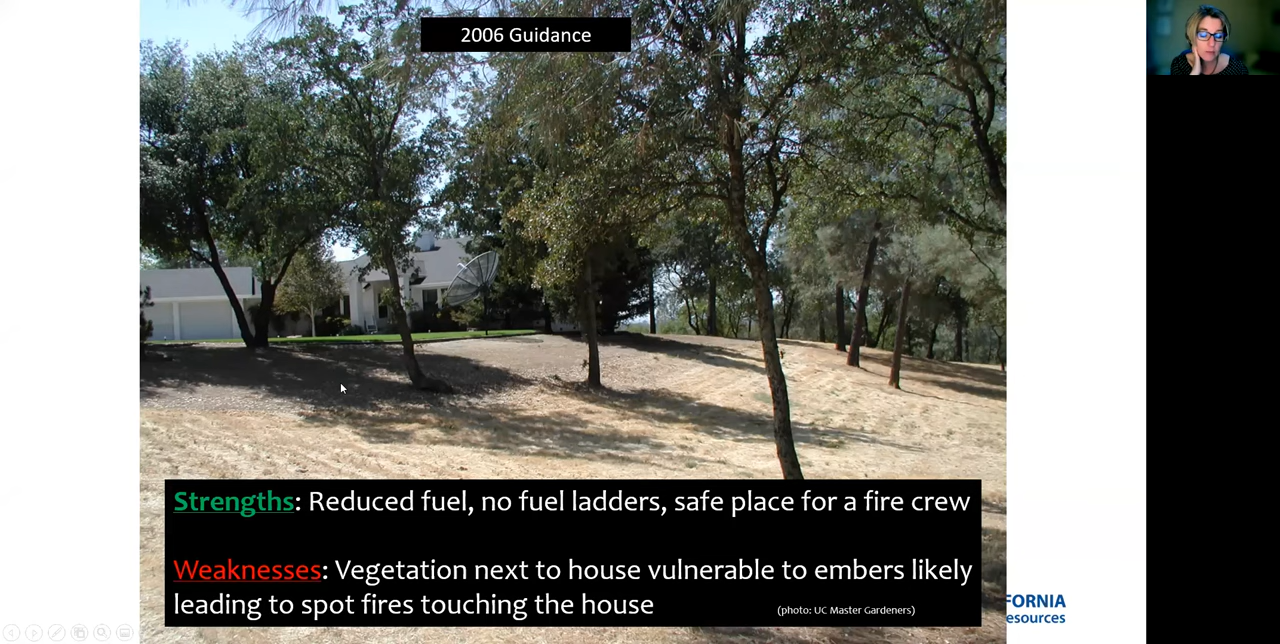 2006 Guidance
Strengths: Reduced fuel, no fuel ladders, safe place for a fire crew
Weaknesses: Vegetation next to house vulnerable to embers likely
leading to spot fires touching the house
(photo: UC Master Gardeners)
FORNIA
esources